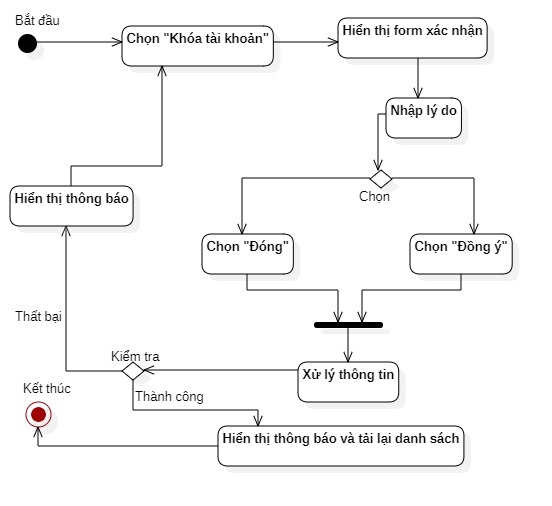 Bắt đầu
Chọn "Khóa tài khoản"
Hiển thị form xác nhận
Nhập lý do
Chọn
Hiển thị thông báo
Chọn "Đóng"
Chọn "Đồng ý"
Thất bại
Kiểm tra
Xử lý thông tin
Kết thúc
Thành công
Hiển thị thông báo và tải lại danh sách